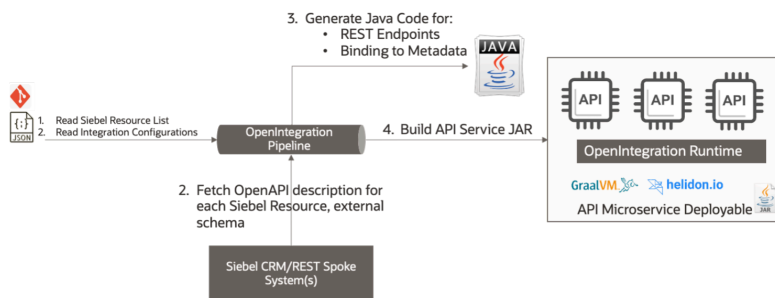 3. Generate Java Code for:
• REST Endpoints
• Binding to Metadata
JAVA
API
API
API
{;}
JSON
1. Read Siebel Resource List
2. Read Integration Configurations
OpenIntegration
Pipeline
4. Build API Service JAR
OpenIntegration Runtime
2. Fetch OpenAPI description for
each Siebel Resource, external
schema
GraalVM
helidon.io
API Microservice Deployable
JAR
Siebel CRM/REST Spoke
System(s)